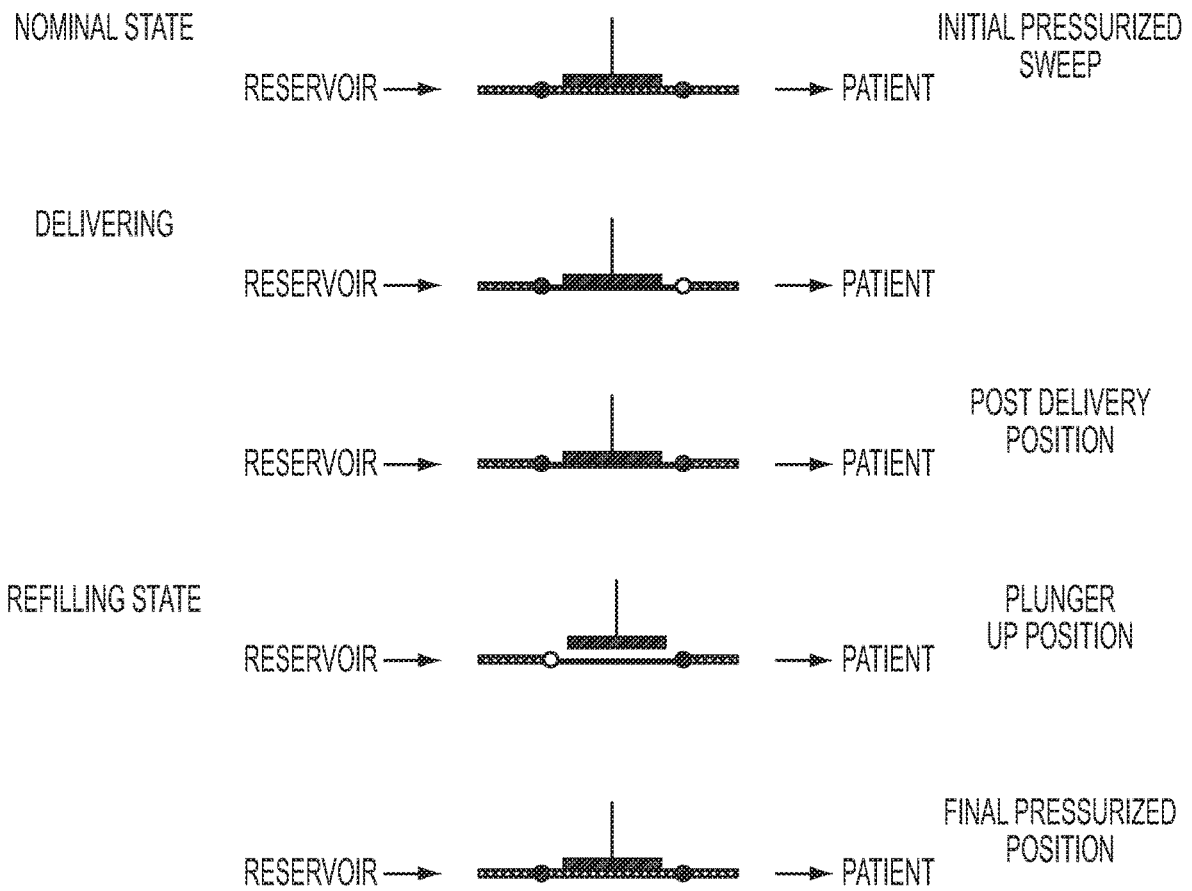 NOMINAL STATE
INITIAL PRESSURIZED
SWEEP
RESERVOIR
PATIENT
DELIVERING
RESERVOIR
PATIENT
POST DELIVERY
POSITION
RESERVOIR
PATIENT
REFILLING STATE
PLUNGER
UP POSITION
RESERVOIR
PATIENT
FINAL PRESSURIZED
POSITION
RESERVOIR
PATIENT